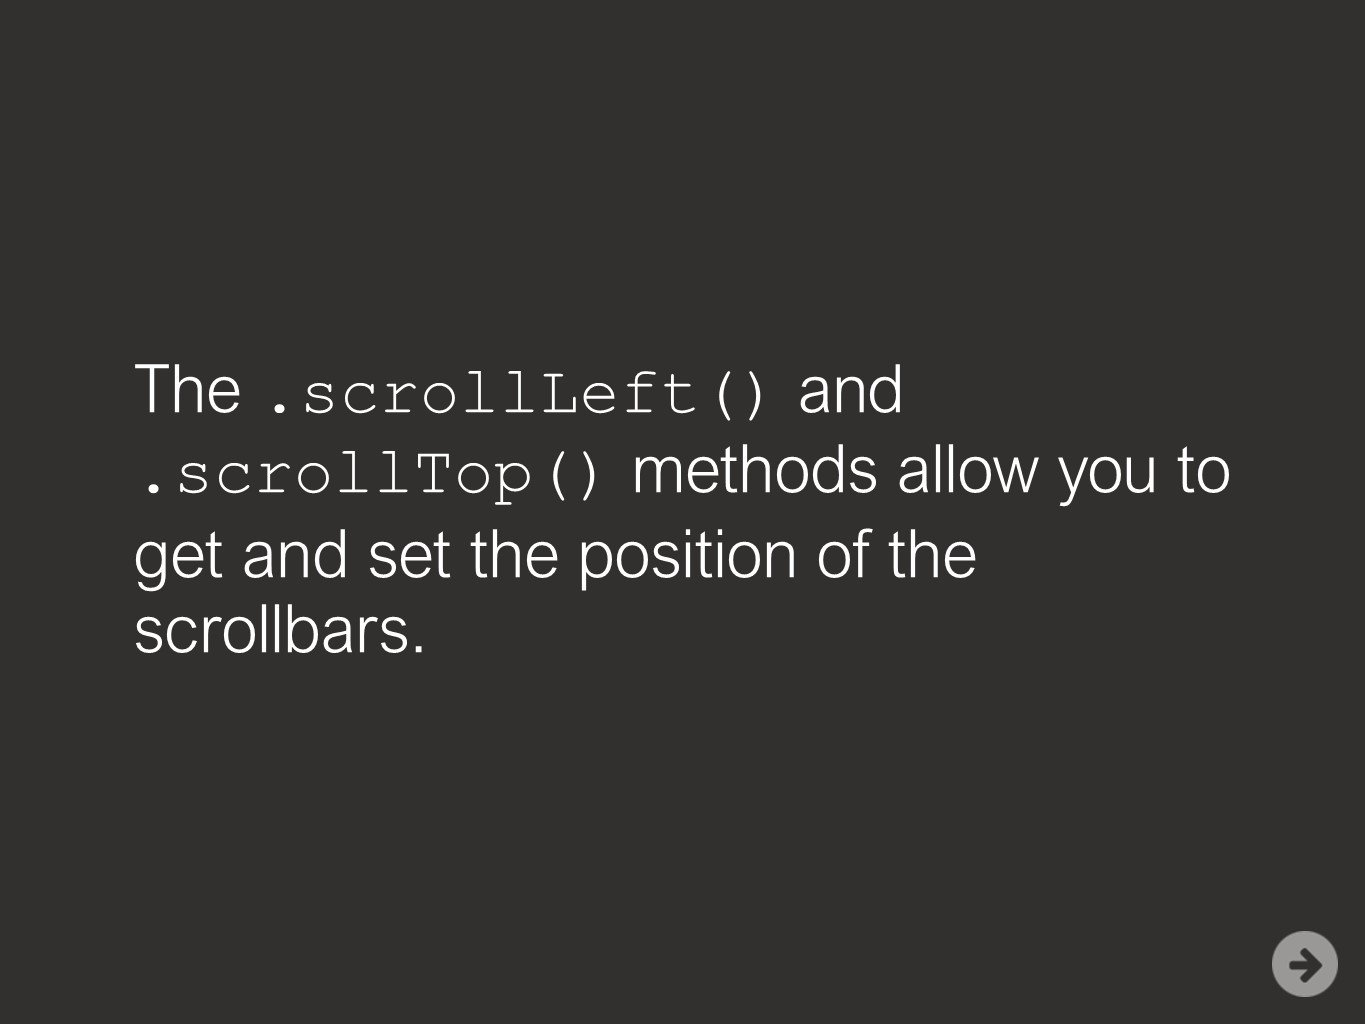 The .scrollLeft() and
.scrollTop() methods allow you to
get and set the position of the
scrollbars.